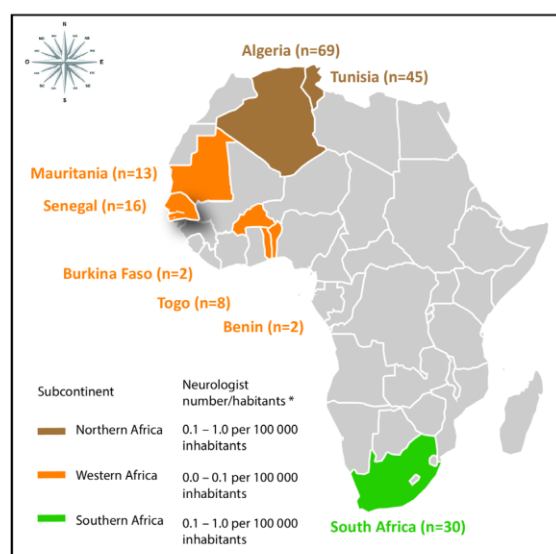 N
O
E
S
Algeria (n=69)
Tunisia (n=45)
Mauritania (n=13)
Senegal (n=16)
Burkina Faso (n=2)
Togo (n=8)
Benin (n=2)
Subcontinent
Neurologist
number/habitants *
Northern Africa
0.1 – 1.0 per 100 000
inhabitants
Western Africa
0.0 – 0.1 per 100 000
inhabitants
Southern Africa
0.1 – 1.0 per 100 000
inhabitants
South Africa (n=30)